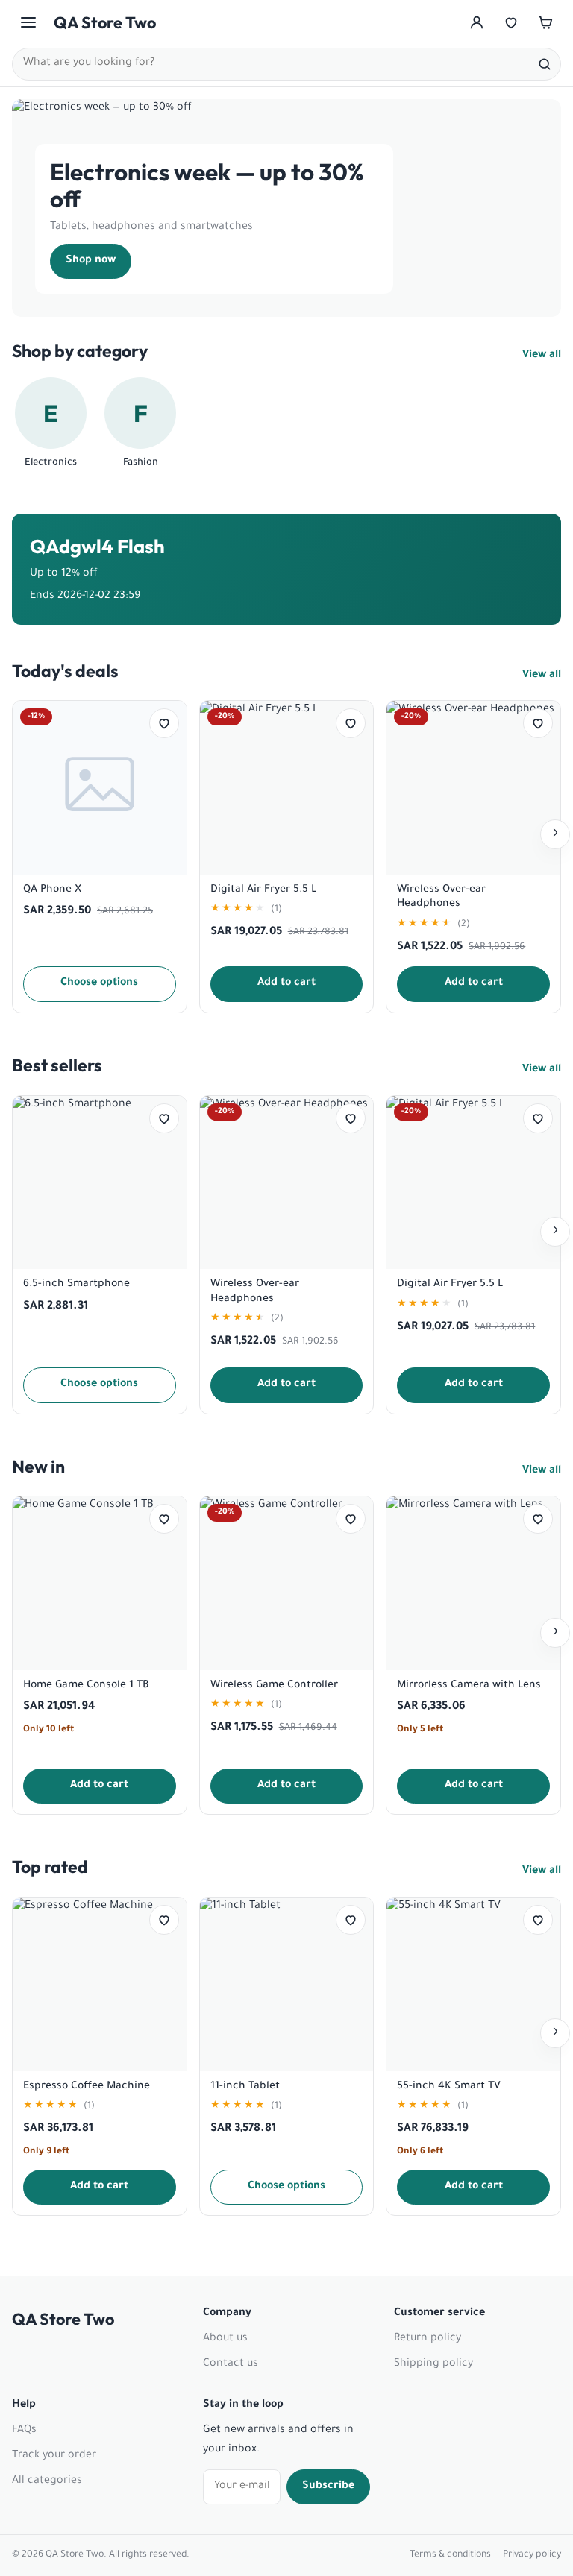 QA Store Two
What are you looking for?
Electronics week — up to 30% off
Electronics week — up to 30%
off
Tablets, headphones and smartwatches
Shop now
Shop by category
View all
E
F
Electronics
Fashion
QAdgwl4 Flash
Up to 12% off
Ends 2026-12-02 23:59
Today's deals
View all
-12%
Digital Air Fryer 5.5 L
-20%
Wireless Over-ear Headphones
-20%
QA Phone X
SAR 2,359.50 SAR 2,681.25
Choose options
Digital Air Fryer 5.5 L
(1)
SAR 19,027.05 SAR 23,783.81
Add to cart
Wireless Over-ear
Headphones
(2)
SAR 1,522.05 SAR 1,902.56
Add to cart
Best sellers
View all
6.5-inch Smartphone
Wireless Over-ear Headphones
-20%
Digital Air Fryer 5.5 L
-20%
6.5-inch Smartphone
SAR 2,881.31
Choose options
Wireless Over-ear
Headphones
(2)
SAR 1,522.05 SAR 1,902.56
Add to cart
Digital Air Fryer 5.5 L
(1)
SAR 19,027.05 SAR 23,783.81
Add to cart
New in
View all
Home Game Console 1 TB
Wireless Game Controller
-20%
Mirrorless Camera with Lens
Home Game Console 1 TB
SAR 21,051.94
Only 10 left
Add to cart
Wireless Game Controller
(1)
SAR 1,175.55 SAR 1,469.44
Add to cart
Mirrorless Camera with Lens
SAR 6,335.06
Only 5 left
Add to cart
Top rated
View all
Espresso Coffee Machine
11-inch Tablet
55-inch 4K Smart TV
Espresso Coffee Machine
(1)
SAR 36,173.81
Only 9 left
Add to cart
11-inch Tablet
(1)
SAR 3,578.81
Choose options
55-inch 4K Smart TV
(1)
SAR 76,833.19
Only 6 left
Add to cart
QA Store Two
Company
About us
Contact us
Customer service
Return policy
Shipping policy
Help
FAQs
Track your order
All categories
Stay in the loop
Get new arrivals and offers in
your inbox.
Your e-mail
Subscribe
© 2026 QA Store Two. All rights reserved.
Terms & conditions
Privacy policy